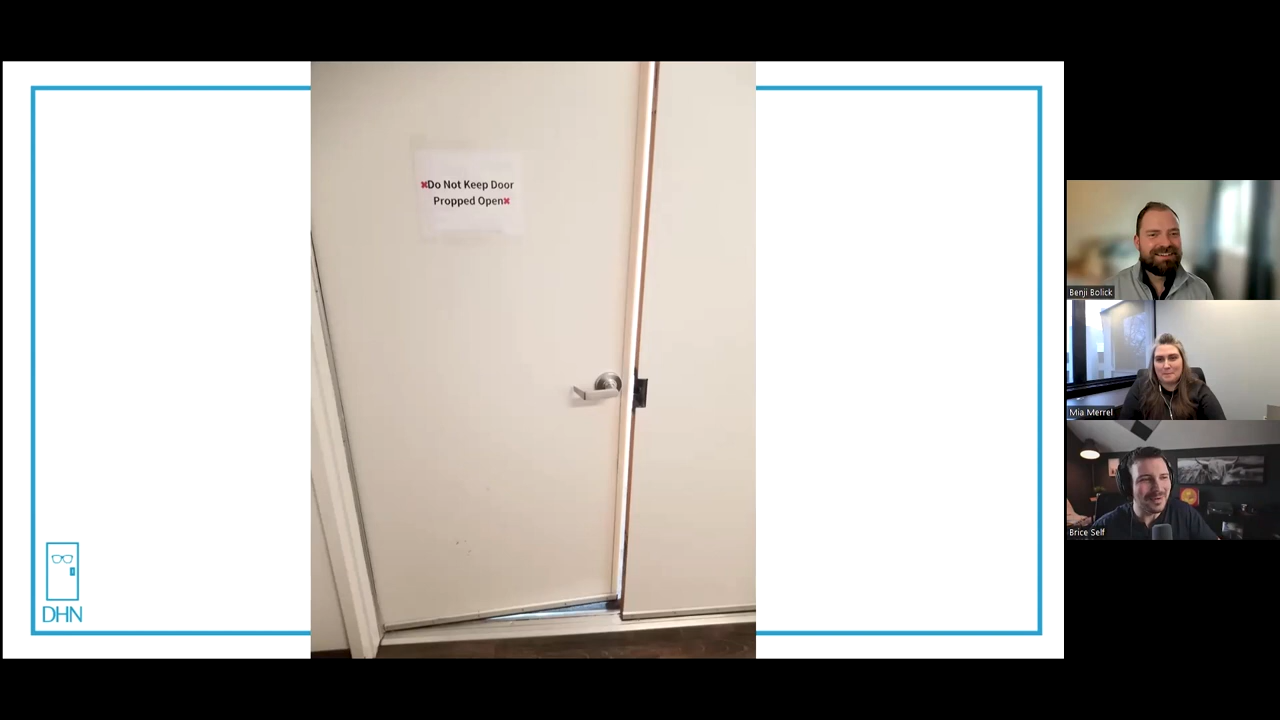 ✖Do Not Keep Door
Propped Open✖
DHN
Benji Bolick
Mia Merrel
Brice Self